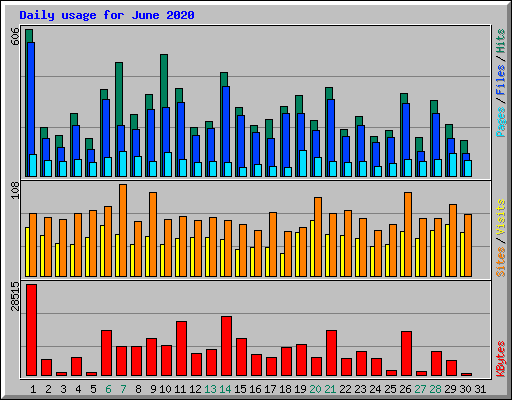 Daily usage for June 2020
606
Pages / Files / Hits
108
Sites / Visits
28515
KBytes
1 2 3 4 5 6 7 8 9 10 11 12 13 14 15 16 17 18 19 20 21 22 23 24 25 26 27 28 29 30 31